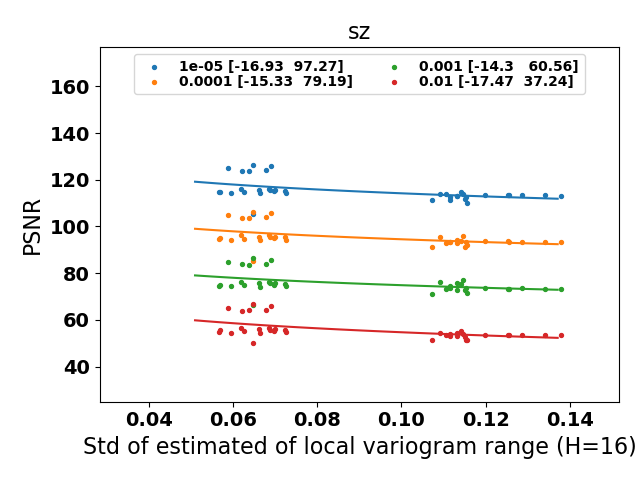 sz
1e-05 [-16.93 97.27]
0.0001 [-15.33 79.19]
0.001 [-14.3 60.56]
0.01 [-17.47 37.24]
PSNR
160
140
120
100
80
60
40
0.04 0.06 0.08 0.10 0.12 0.14
Std of estimated of local variogram range (H=16)